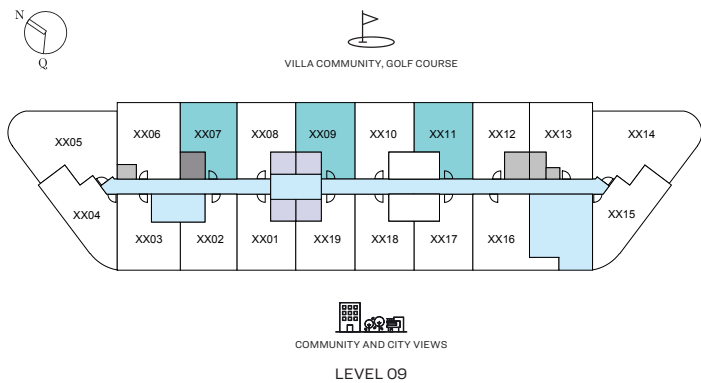 N
Q
VILLA COMMUNITY, GOLF COURSE
XX05
XX06
XX07
XX08
XX09
XX10
XX11
XX12
XX13
XX14
XX04
XX03
XX02
XX01
XX19
XX18
XX17
XX16
XX15
COMMUNITY AND CITY VIEWS
LEVEL 09